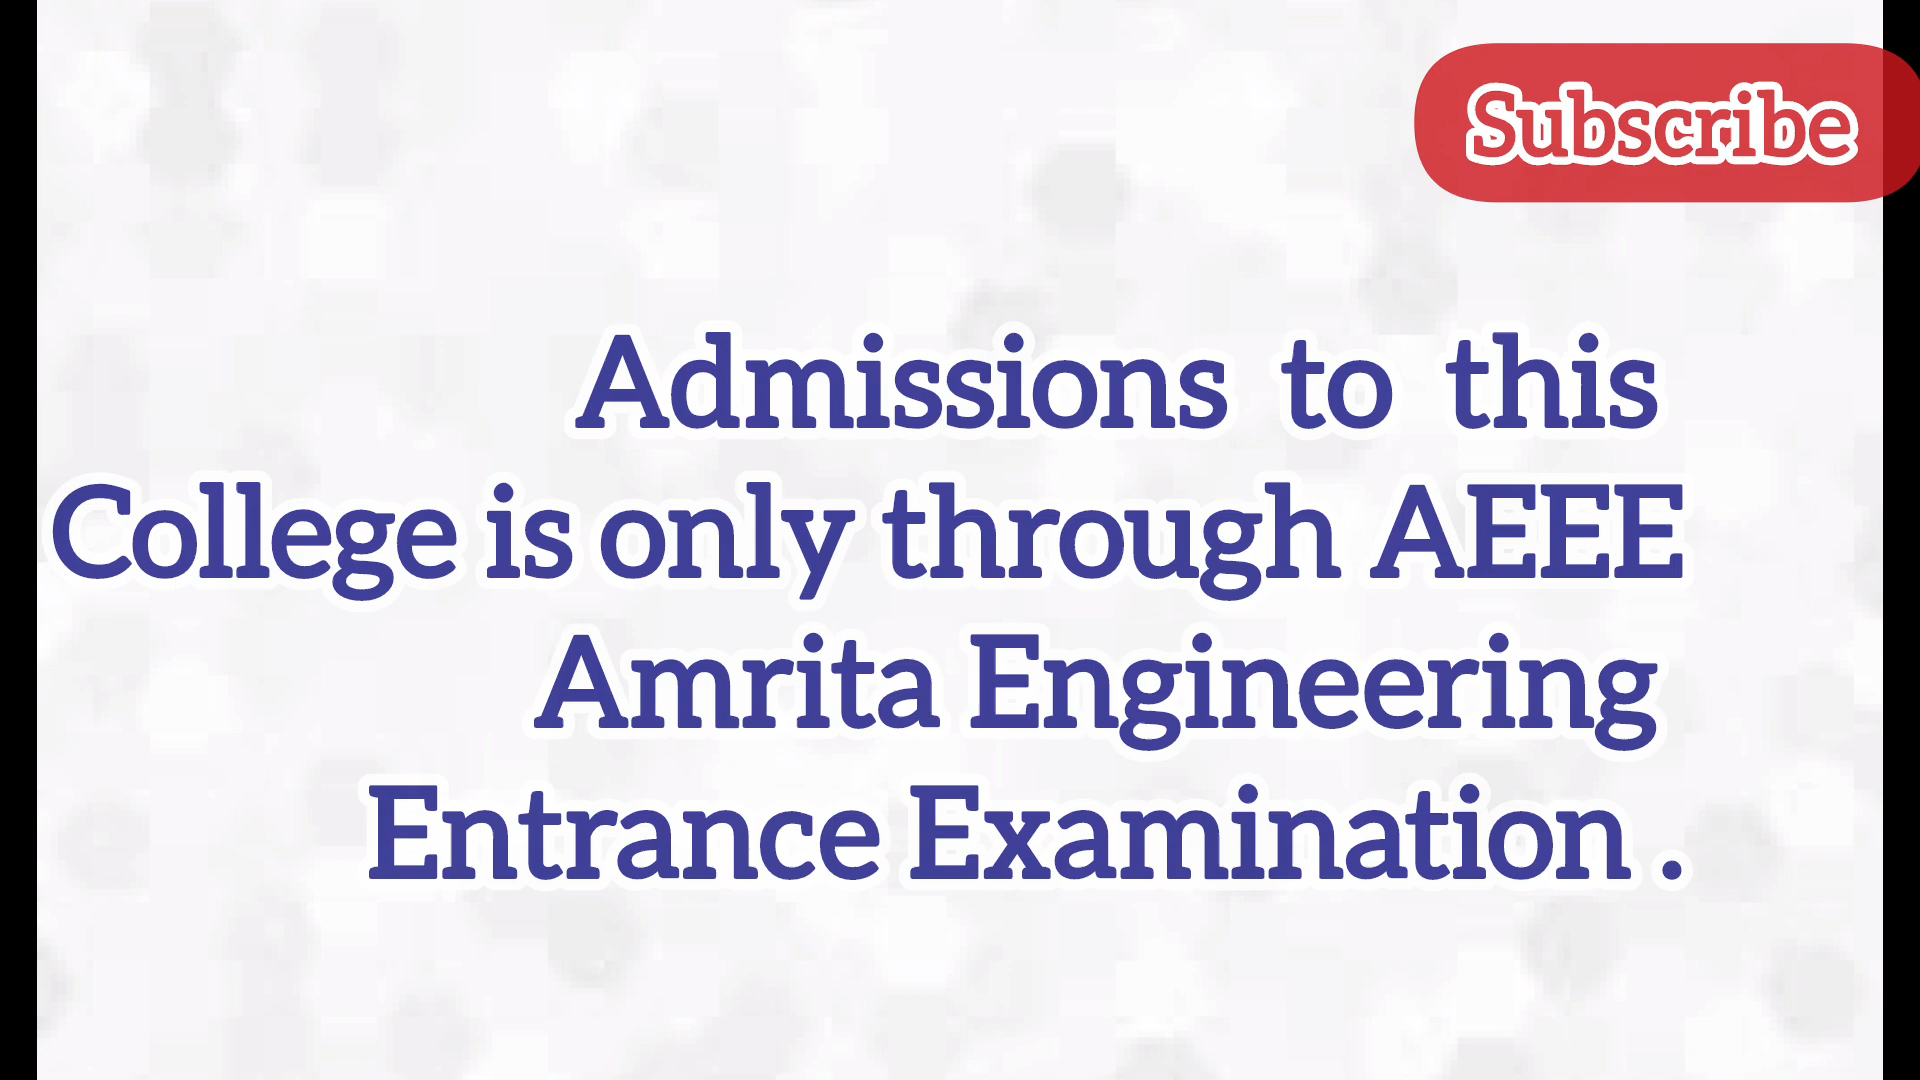 Subscribe
Admissions to this
College is only through AEEE
Amrita Engineering
Entrance Examination .